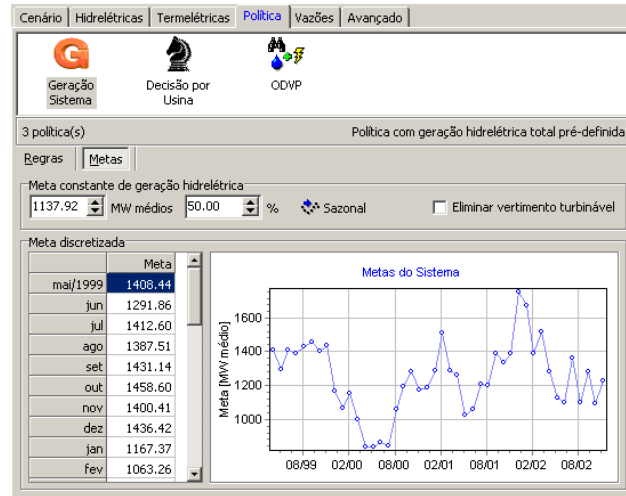 Cenário Hidrelétricas Termelétricas Política Vazões Avançado
G
Geração Sistema
Decisão por Usina
ODVP
3 política(s) Política com geração hidrelétrica total pré-definida
Regras Metas
Meta constante de geração hidrelétrica
1137.92 MW médios 50.00 % Sazonal Eliminar vertimento turbinável
Meta discretizada
Meta
mai/1999 1408.44
jun 1291.86
jul 1412.60
ago 1387.51
set 1431.14
out 1458.60
nov 1400.41
dez 1436.42
jan 1167.37
fev 1063.26
Metas do Sistema
Meta [MW médio]
1600
1400
1200
1000
08/99 02/00 08/00 02/01 08/01 02/02 08/02